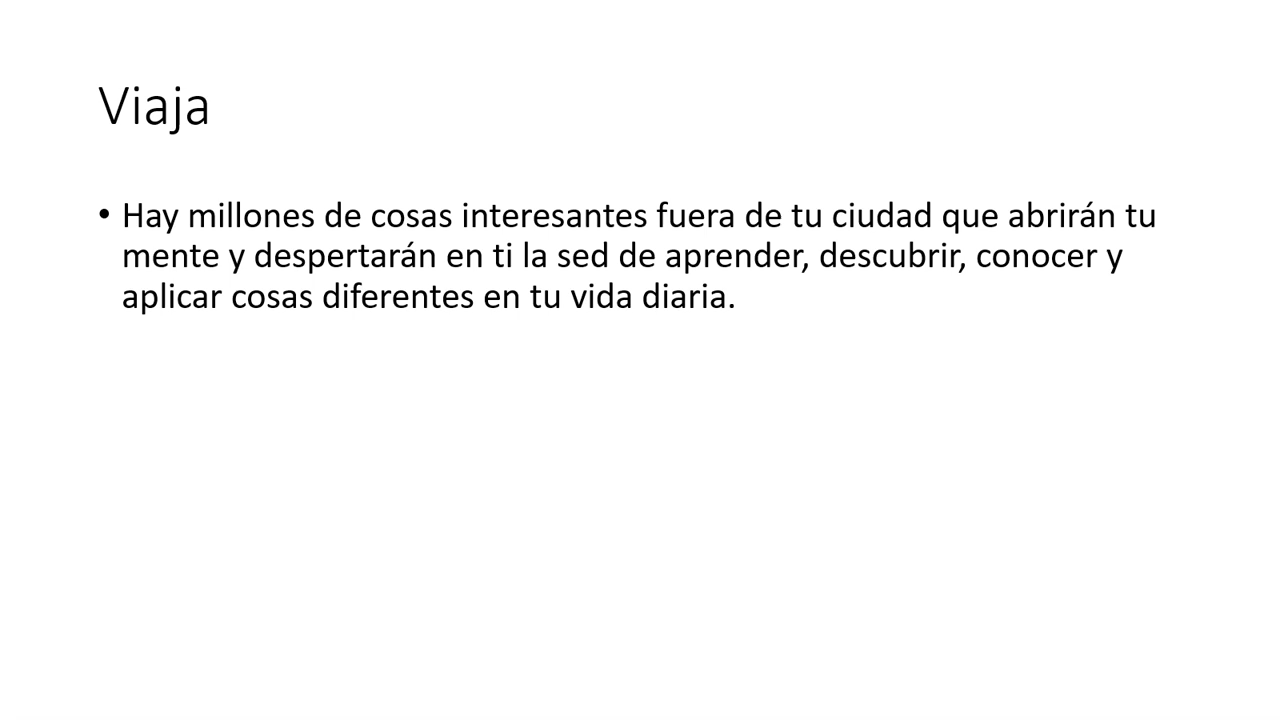 Viaja
• Hay millones de cosas interesantes fuera de tu ciudad que abrirán tu
mente y despertarán en ti la sed de aprender, descubrir, conocer y
aplicar cosas diferentes en tu vida diaria.